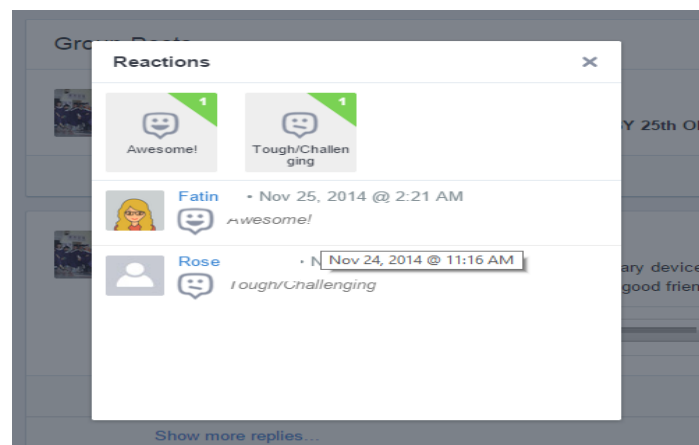 Group Posts
Reactions
×
1
Awesome!
1
Tough/Challen
ging
Y 25th O
Fatin • Nov 25, 2014 @ 2:21 AM
Awesome!
Rose • N
Nov 24, 2014 @ 11:16 AM
Tough/Challenging
ary device
good frien
Show more replies...